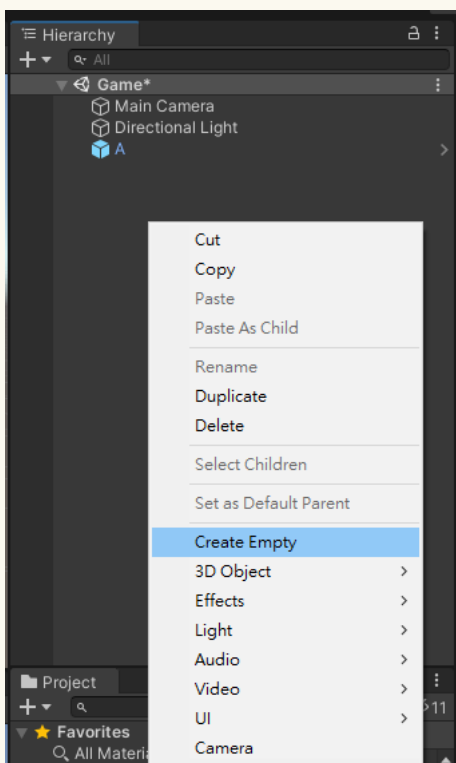 Hierarchy
All
Game*
Main Camera
Directional Light
A
Cut
Copy
Paste
Paste As Child
Rename
Duplicate
Delete
Select Children
Set as Default Parent
Create Empty
3D Object
Effects
Light
Audio
Video
UI
Camera
Project
11
Favorites
All Materi